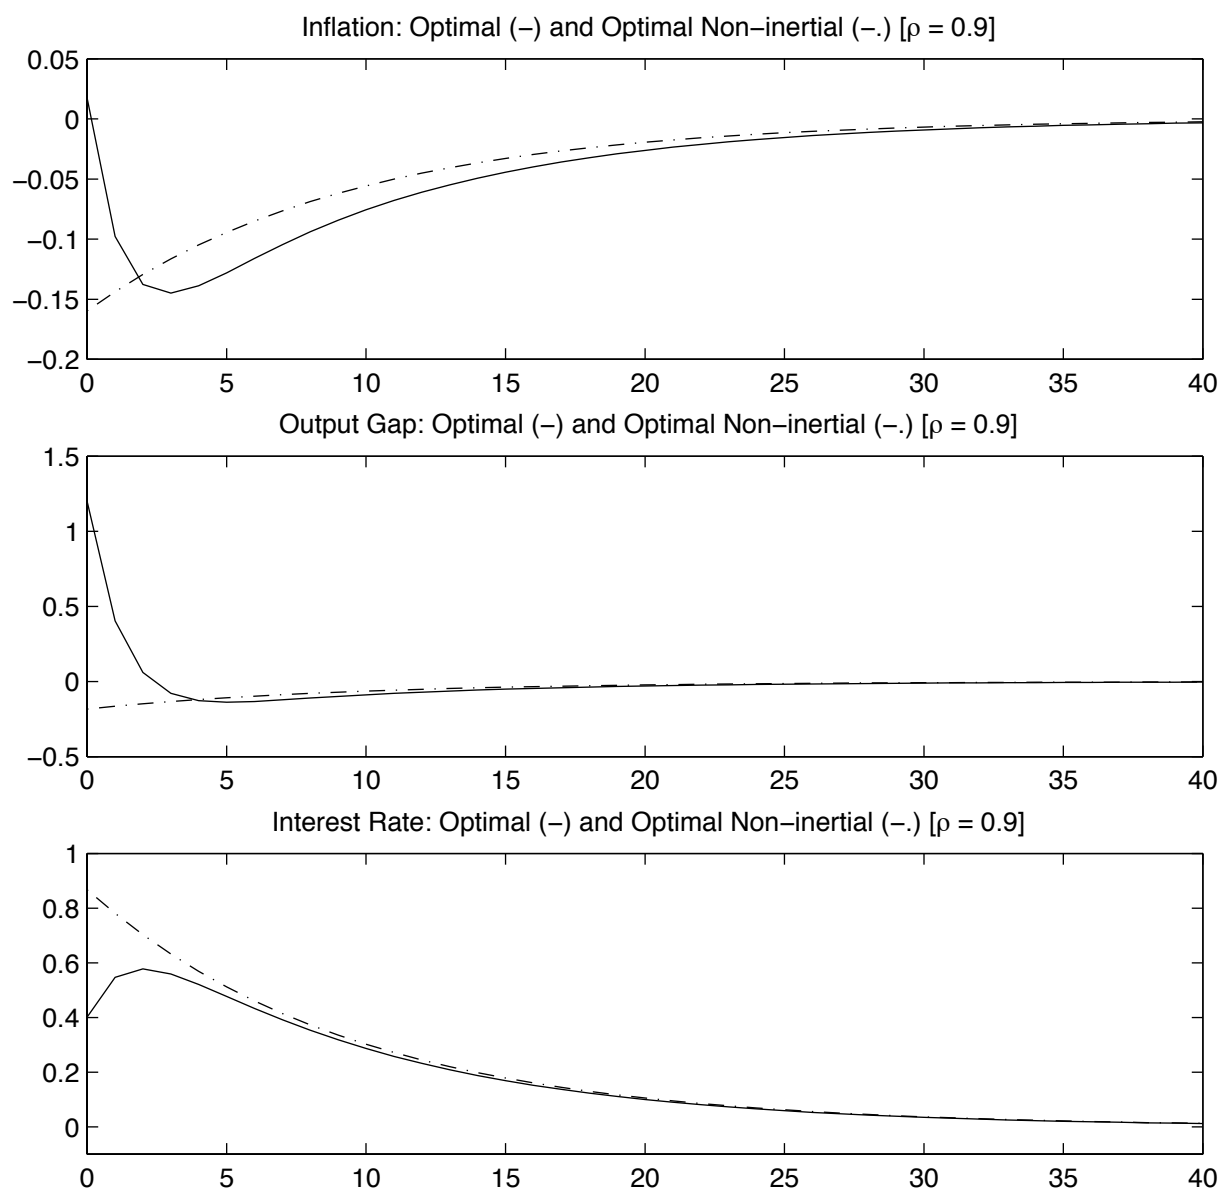 Inflation: Optimal (−) and Optimal Non−inertial (−.) [ρ = 0.9]
0.05
0
−0.05
−0.1
−0.15
−0.2
0 5 10 15 20 25 30 35 40
Output Gap: Optimal (−) and Optimal Non−inertial (−.) [ρ = 0.9]
1.5
1
0.5
0
−0.5
0 5 10 15 20 25 30 35 40
Interest Rate: Optimal (−) and Optimal Non−inertial (−.) [ρ = 0.9]
1
0.8
0.6
0.4
0.2
0
0 5 10 15 20 25 30 35 40